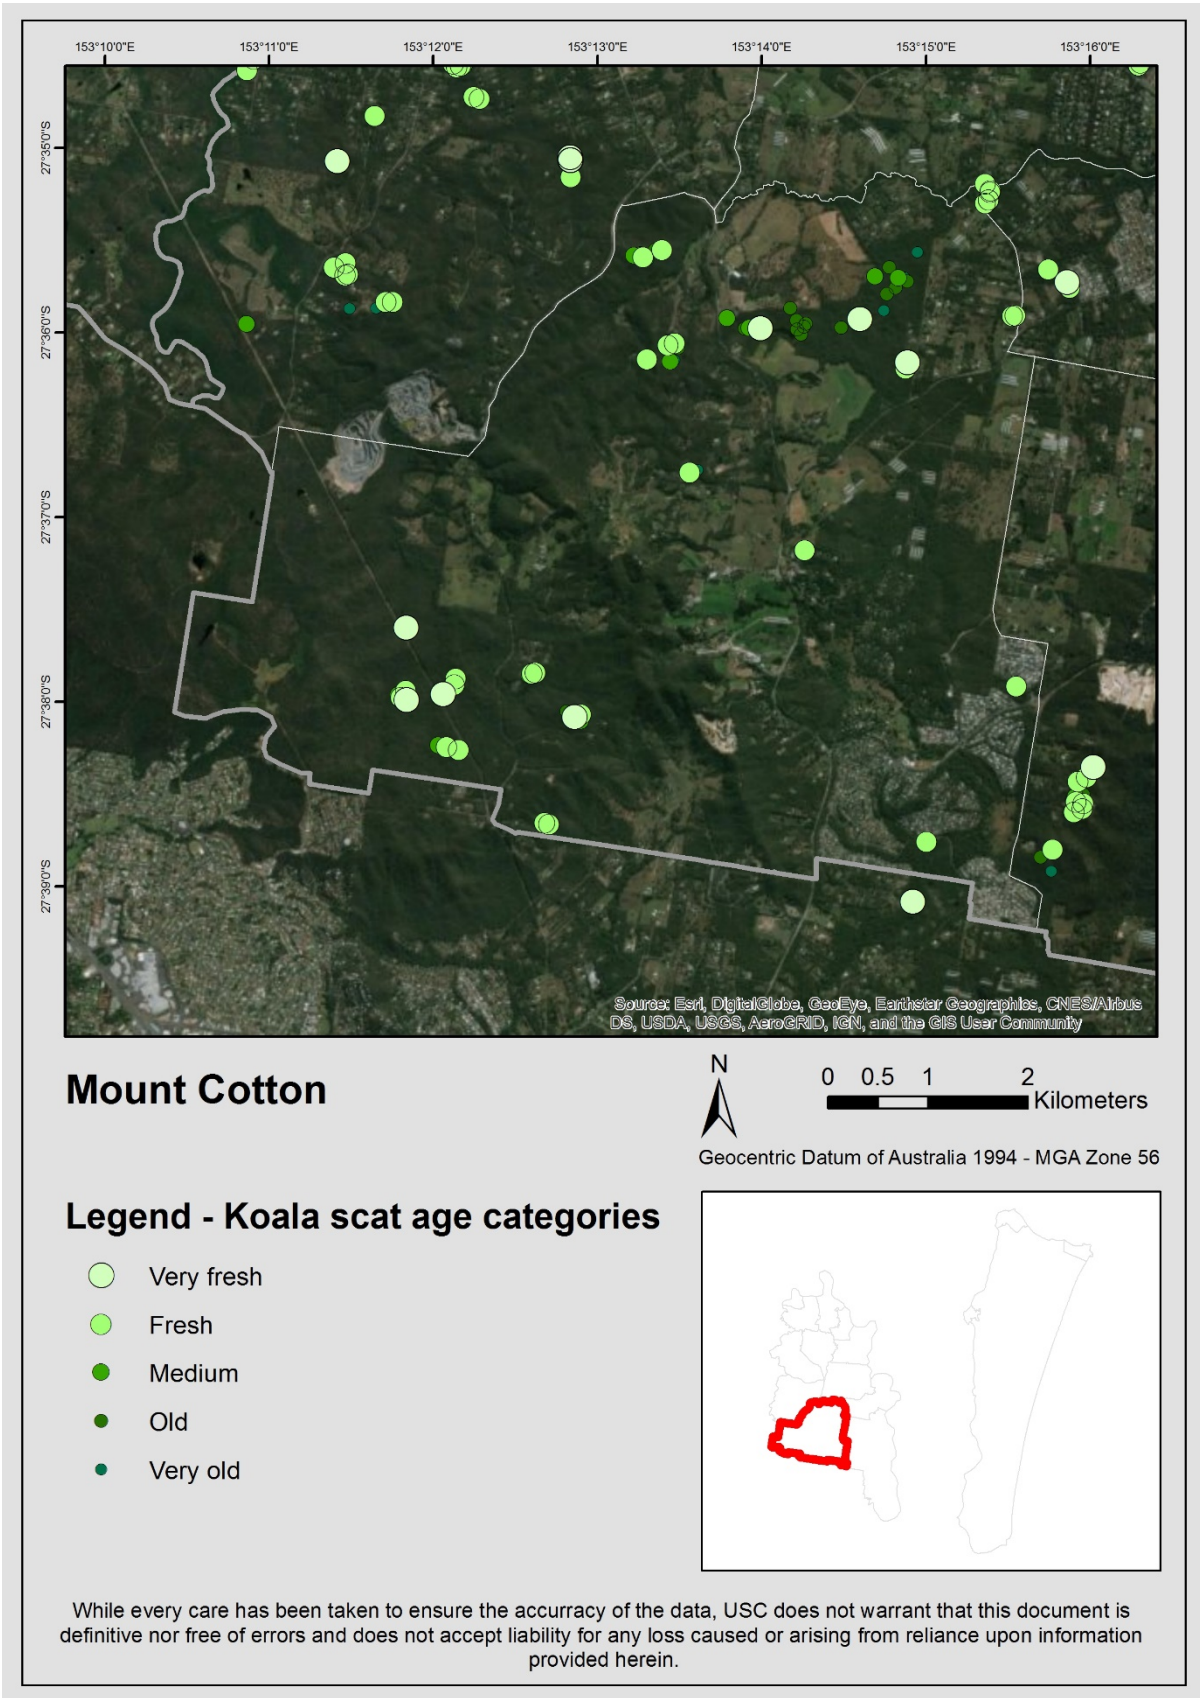 153°10'0"E
153°11'0"E
153°12'0"E
153°13'0"E
153°14'0"E
153°15'0"E
153°16'0"E
27°35'0"S
27°36'0"S
27°37'0"S
27°38'0"S
27°39'0"S
Source: Esri, DigitalGlobe, GeoEye, Earthstar Geographics, CNES/Airbus
DS, USDA, USGS, AeroGRID, IGN, and the GIS User Community
Mount Cotton
N
0 0.5 1 2
Kilometers
Geocentric Datum of Australia 1994 - MGA Zone 56
Legend - Koala scat age categories
Very fresh
Fresh
Medium
Old
Very old
While every care has been taken to ensure the accurracy of the data, USC does not warrant that this document is
definitive nor free of errors and does not accept liability for any loss caused or arising from reliance upon information
provided herein.